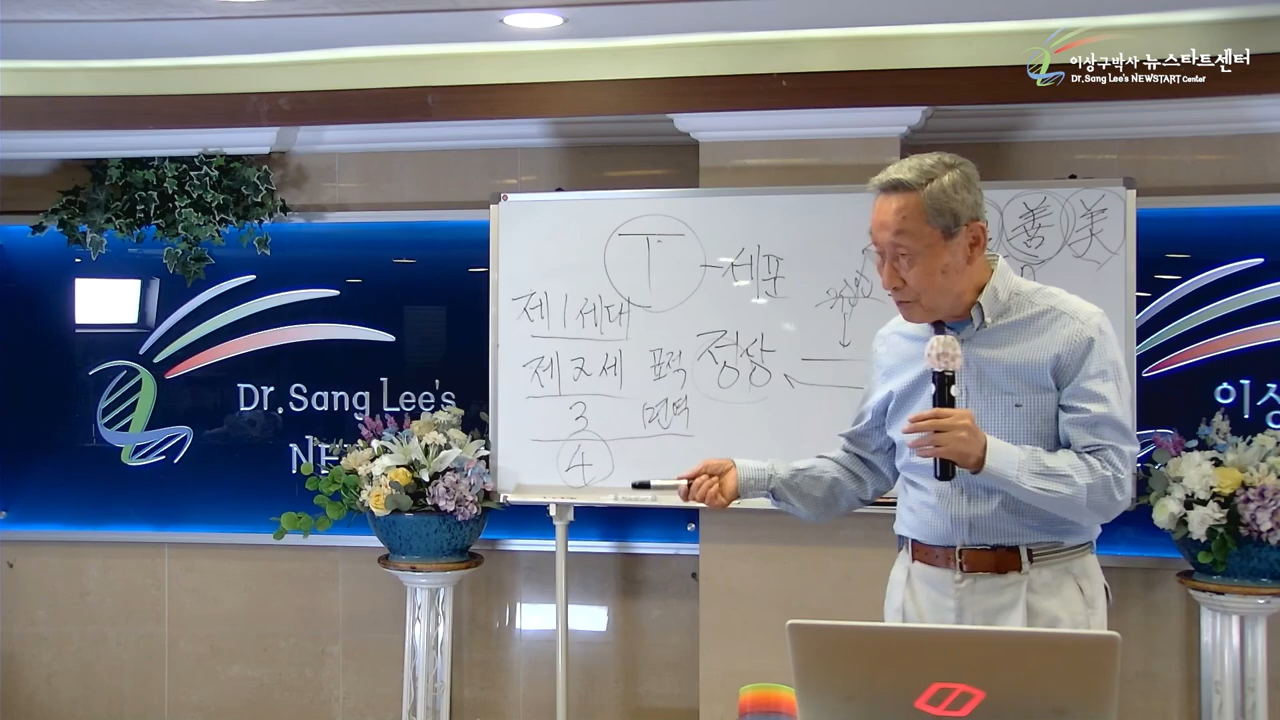 이상구박사 뉴스타트센터
Dr. Sang Lee's NEWSTART Center
T-세포
善 美
제1세대
제2세 표적 정상
3 면역
4
Dr. Sang Lee's
이상